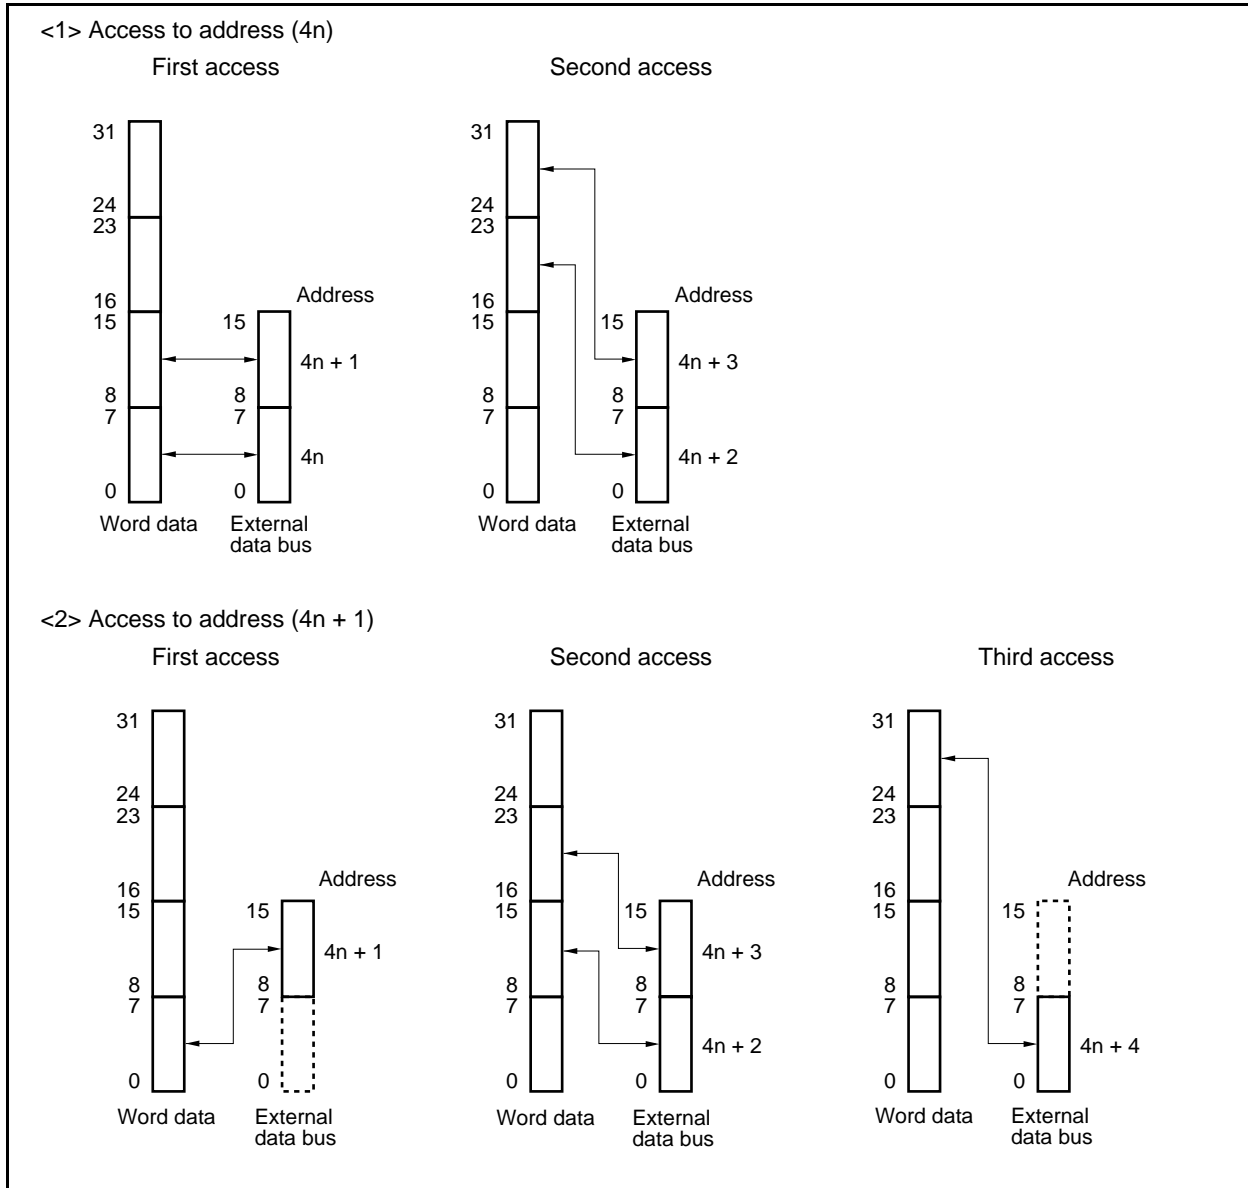 <1> Access to address (4n)
First access
Second access
31
24
23
16
15
8
7
0
Address
15
4n + 1
8
7
4n
0
Word data
External
data bus
31
24
23
16
15
8
7
0
Address
15
4n + 3
8
7
4n + 2
0
Word data
External
data bus
<2> Access to address (4n + 1)
First access
Second access
Third access
31
24
23
16
15
8
7
0
Address
15
4n + 1
8
7
0
Word data
External
data bus
31
24
23
16
15
8
7
0
Address
15
4n + 3
8
7
4n + 2
0
Word data
External
data bus
31
24
23
16
15
8
7
0
Address
15
8
7
4n + 4
0
Word data
External
data bus